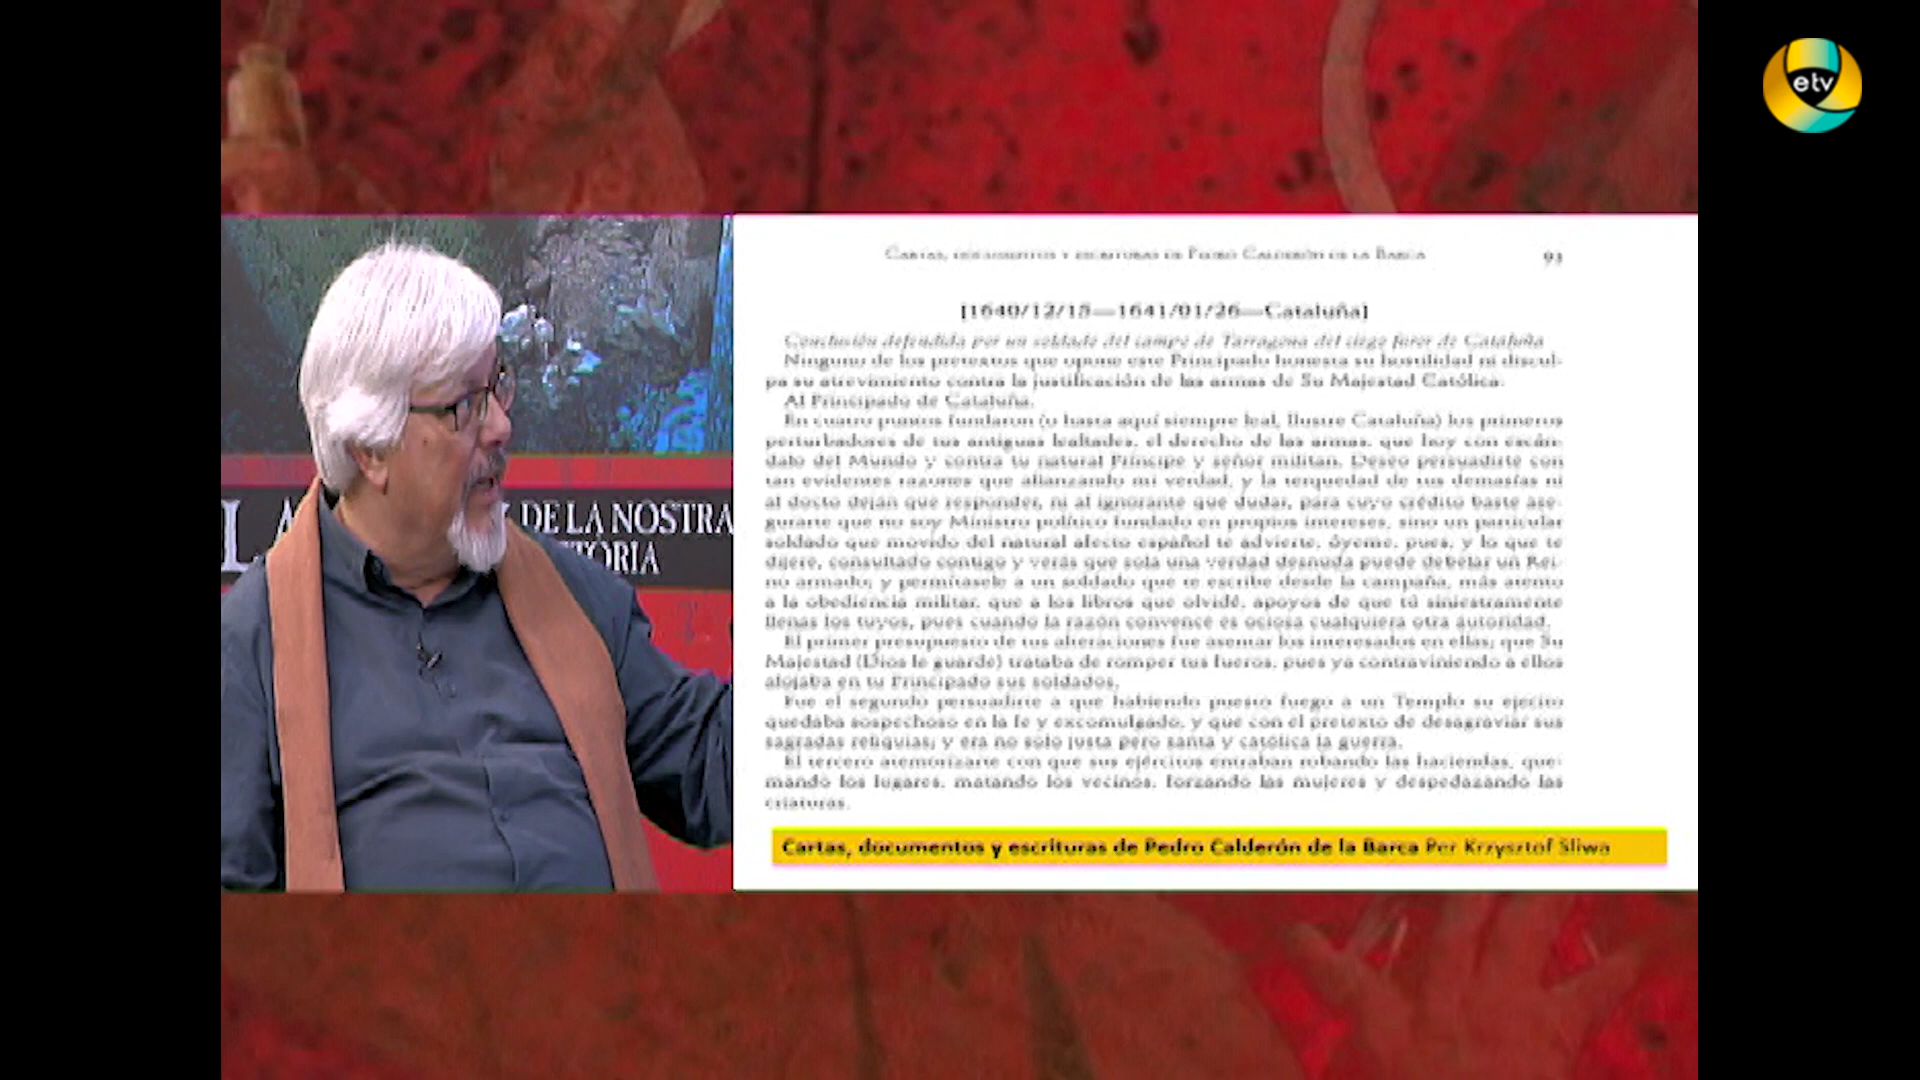 etv
L A DE LA NOSTRA
TORIA
Cartas, documentos y escrituras de Pedro Calderón de la Barca 93
[1640/12/15—1641/01/26—Cataluña]
Conclusión defendida por un soldado del campo de Tarragona del ciego furor de Cataluña
Ninguno de los pretextos que opone este Principado honesta su hostilidad ni discul-
pa su atrevimiento contra la justificación de las armas de Su Majestad Católica.
Al Principado de Cataluña.
En cuatro puntos fundaron (o hasta aquí siempre leal, Ilustre Cataluña) los primeros
perturbadores de tus antiguas lealtades, el derecho de las armas, que hoy con escán-
dalo del Mundo y contra tu natural Príncipe y señor militan. Deseo persuadirte con
tan evidentes razones que afianzando mi verdad, y la terquedad de tus demasías ni
al docto dejan que responder, ni al ignorante que dudar, para cuyo crédito baste ase-
gurarte que no soy Ministro político fundado en propios intereses, sino un particular
soldado que movido del natural afecto español te advierte, óyeme, pues, y lo que te
dijere, consultado contigo y verás que sola una verdad desnuda puede debelar un Rei-
no armado; y permítasele a un soldado que te escribe desde la campaña, más atento
a la obediencia militar, que a los libros que olvidé, apoyos de que tú siniestramente
llenas los tuyos, pues cuando la razón convence es ociosa cualquiera otra autoridad.
El primer presupuesto de tus alteraciones fue asentar los interesados en ellas; que Su
Majestad (Dios le guarde) trataba de romper tus fueros, pues ya contraviniendo a ellos
alojaba en tu Principado sus soldados.
Fue el segundo persuadirte a que habiendo puesto fuego a un Templo su ejécito
quedaba sospechoso en la fe y excomulgado, y que con el pretexto de desagraviar sus
sagradas reliquias; y era no solo justa pero santa y católica la guerra.
El tercero atemorizarte con que sus ejércitos entraban robando las haciendas, que-
mando los lugares, matando los vecinos, forzando las mujeres y despedazando las
criaturas.
Cartas, documentos y escrituras de Pedro Calderón de la Barca Per Krzysztof Sliwa